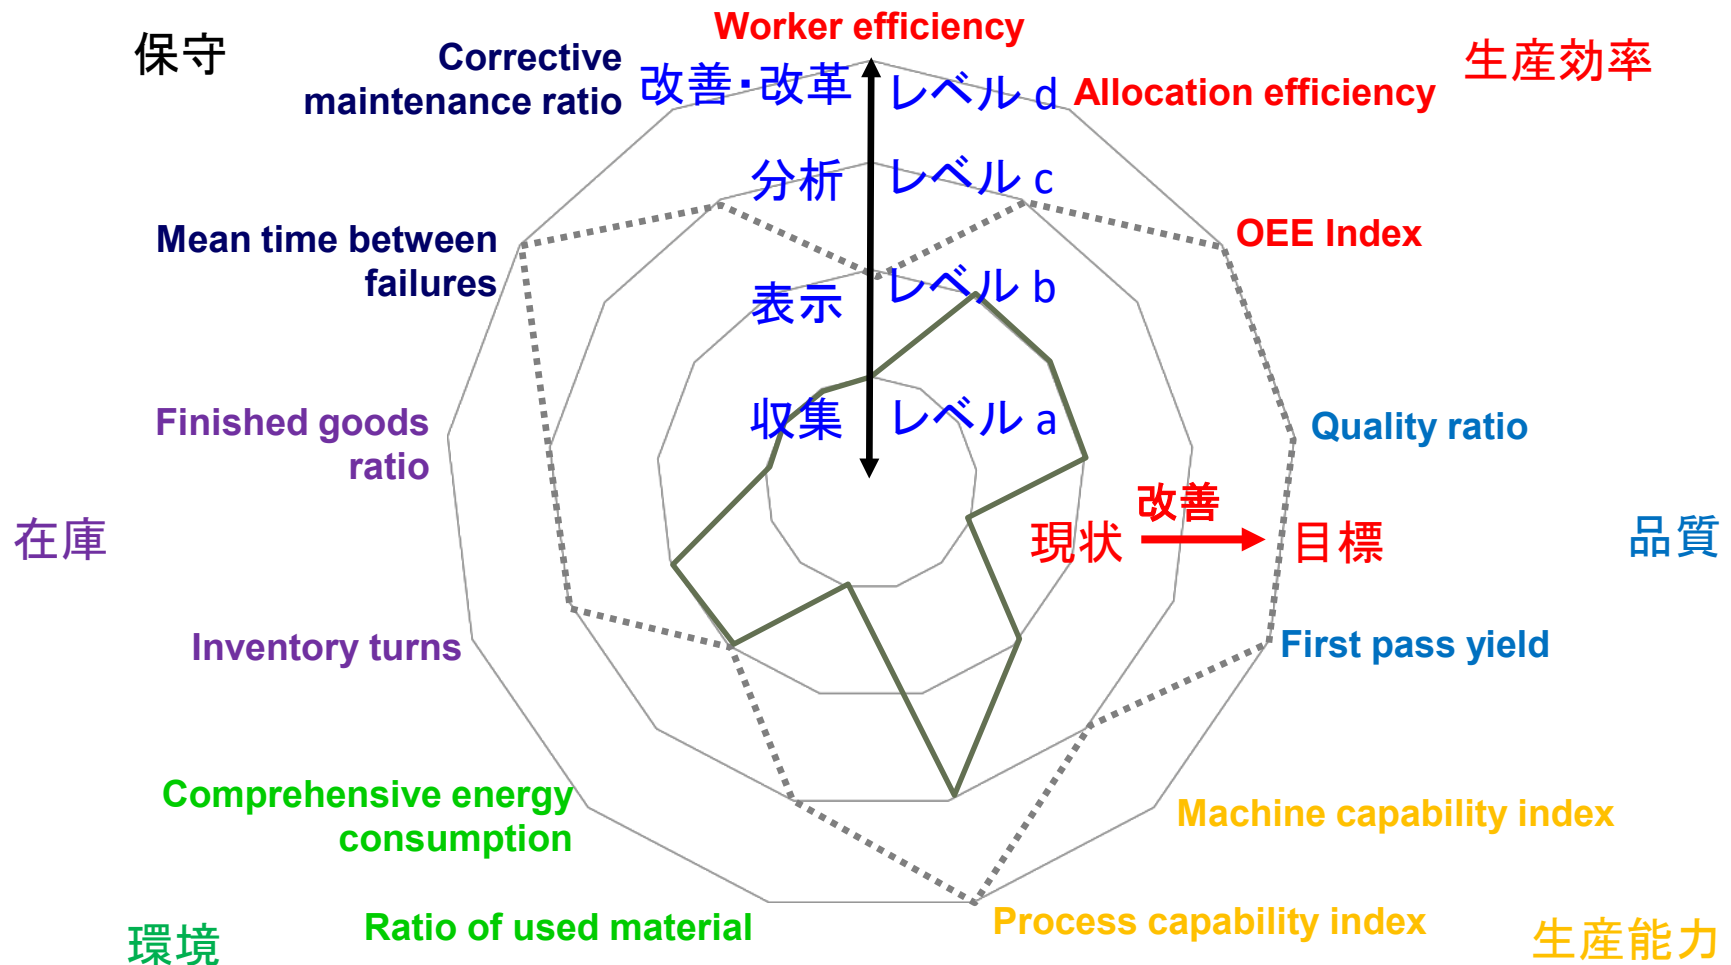 Worker efficiency
保守
Corrective
maintenance ratio
改善・改革
レベル d
Allocation efficiency
生産効率
分析
レベル c
Mean time between
failures
OEE Index
表示
レベル b
Finished goods
ratio
収集
レベル a
Quality ratio
在庫
現状
改善
目標
品質
Inventory turns
First pass yield
Comprehensive energy
consumption
Machine capability index
環境
Ratio of used material
Process capability index
生産能力